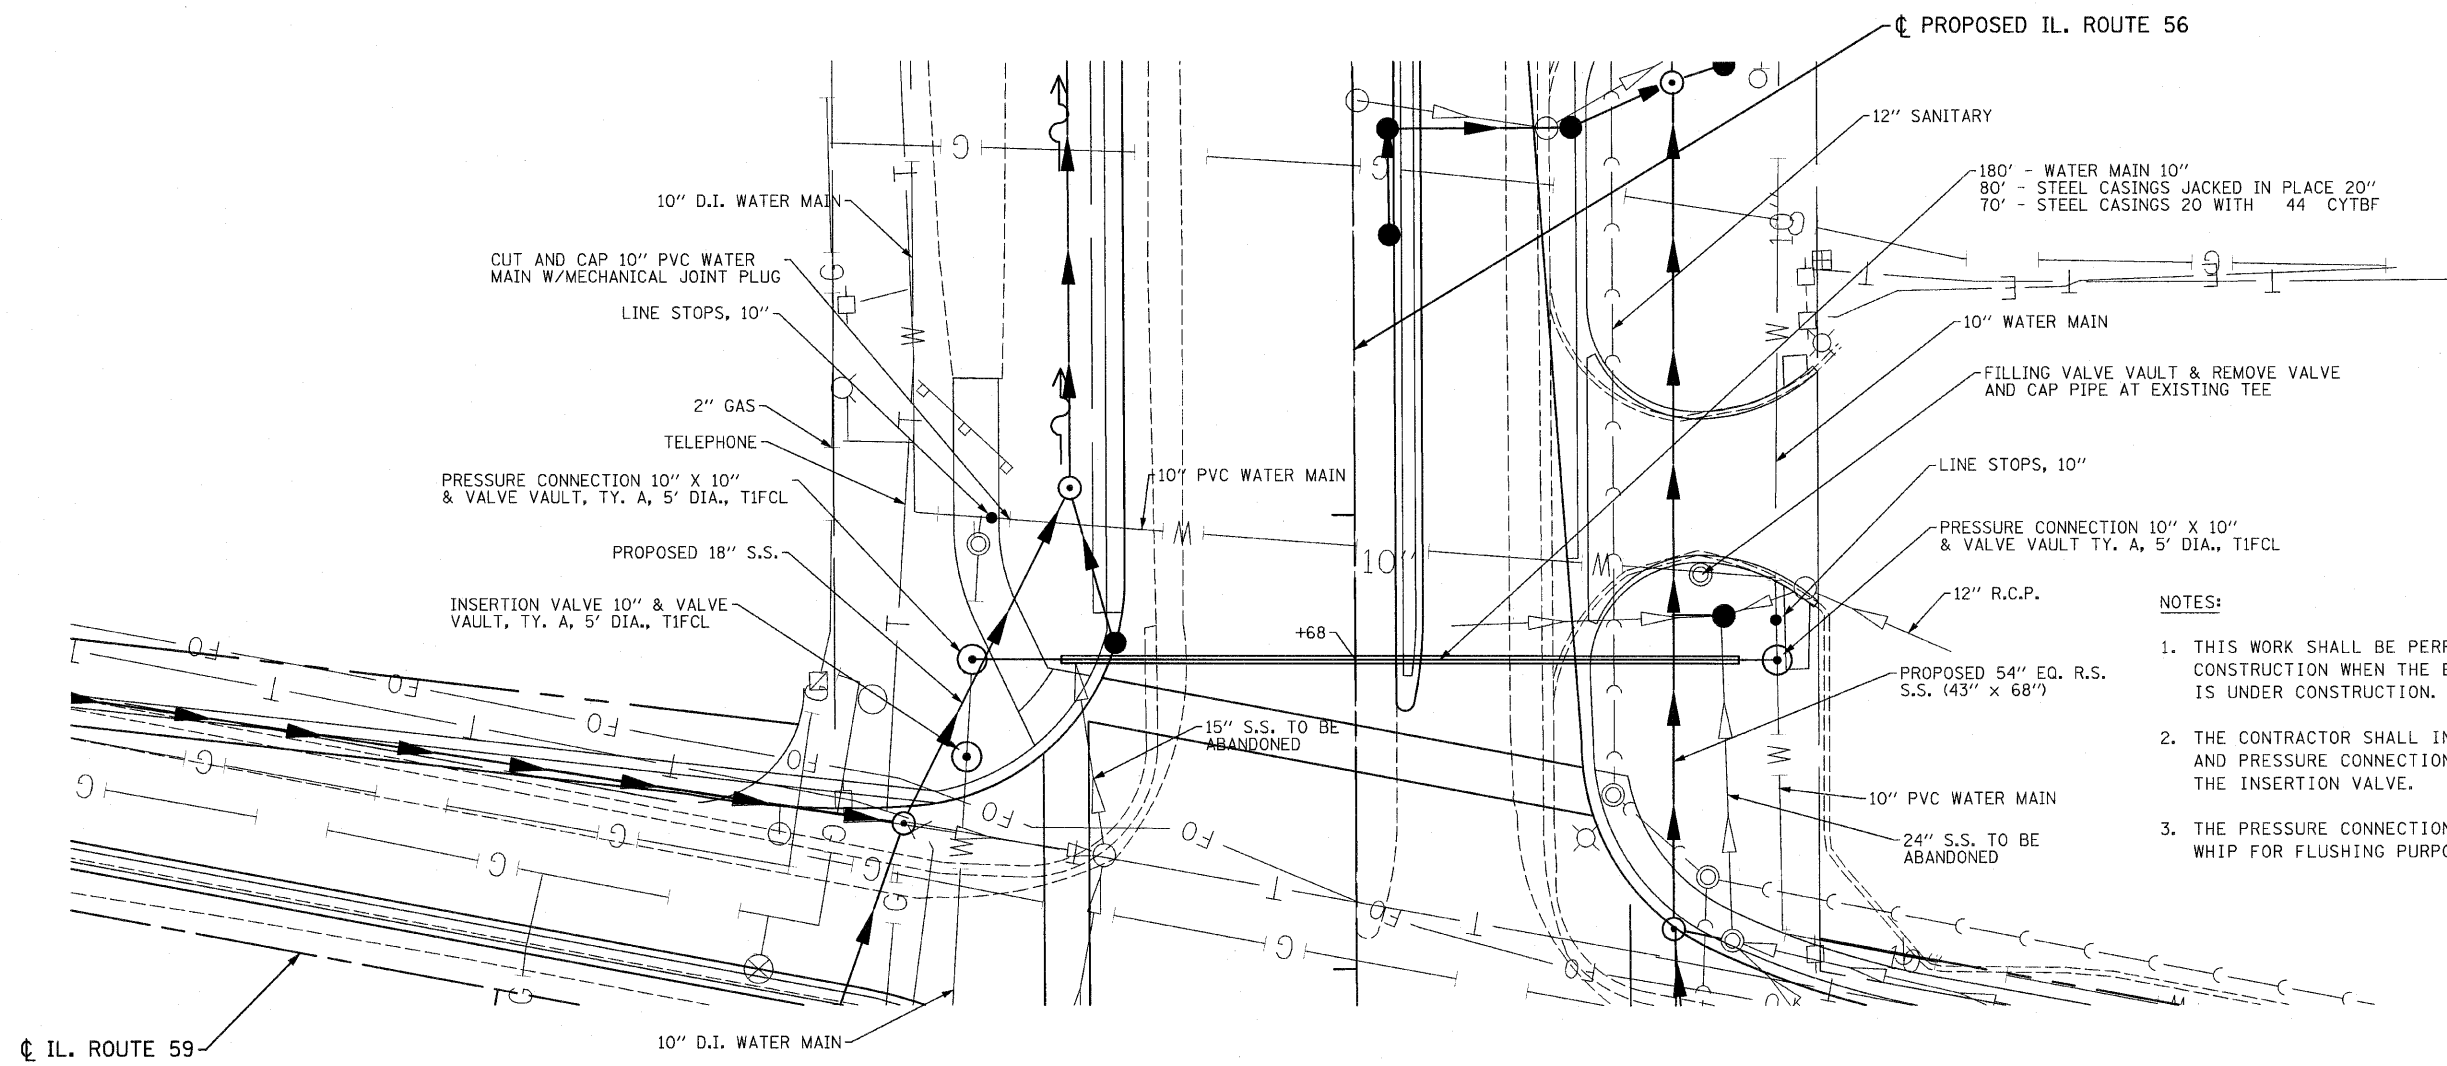 ℄ PROPOSED IL. ROUTE 56
12" SANITARY
180' - WATER MAIN 10"
80' - STEEL CASINGS JACKED IN PLACE 20"
70' - STEEL CASINGS 20 WITH 44 CYTBF
10" D.I. WATER MAIN
CUT AND CAP 10" PVC WATER
MAIN W/MECHANICAL JOINT PLUG
LINE STOPS, 10"
10" WATER MAIN
FILLING VALVE VAULT & REMOVE VALVE
AND CAP PIPE AT EXISTING TEE
2" GAS
TELEPHONE
PRESSURE CONNECTION 10" X 10"
& VALVE VAULT, TY. A, 5' DIA., T1FCL
10" PVC WATER MAIN
LINE STOPS, 10"
PRESSURE CONNECTION 10" X 10"
& VALVE VAULT TY. A, 5' DIA., T1FCL
PROPOSED 18" S.S.
10"
INSERTION VALVE 10" & VALVE
VAULT, TY. A, 5' DIA., T1FCL
12" R.C.P.
+68
PROPOSED 54" EQ. R.S.
S.S. (43" x 68")
15" S.S. TO BE
ABANDONED
10" PVC WATER MAIN
24" S.S. TO BE
ABANDONED
NOTES:
1. THIS WORK SHALL BE
CONSTRUCTION WHEN THE
IS UNDER CONSTRUCTION.
2. THE CONTRACTOR SHALL
AND PRESSURE
THE INSERTION VALVE.
3. THE PRESSURE
WHIP FOR FLUSHING
10" D.I. WATER MAIN
℄ IL. ROUTE 59